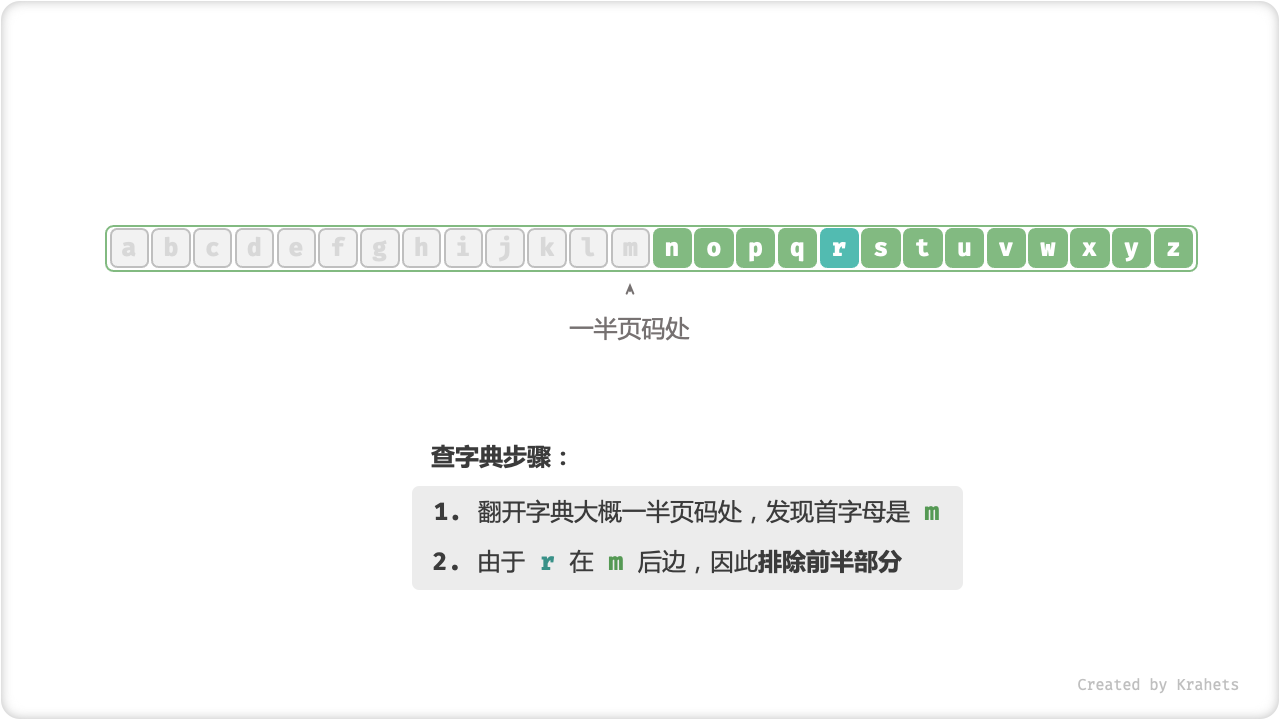 a b c d e f g h i j k l m n o p q r s t u v w x y z
一半页码处
查字典步骤：
1. 翻开字典大概一半页码处，发现首字母是 m
2. 由于 r 在 m 后边，因此排除前半部分
Created by Krahets